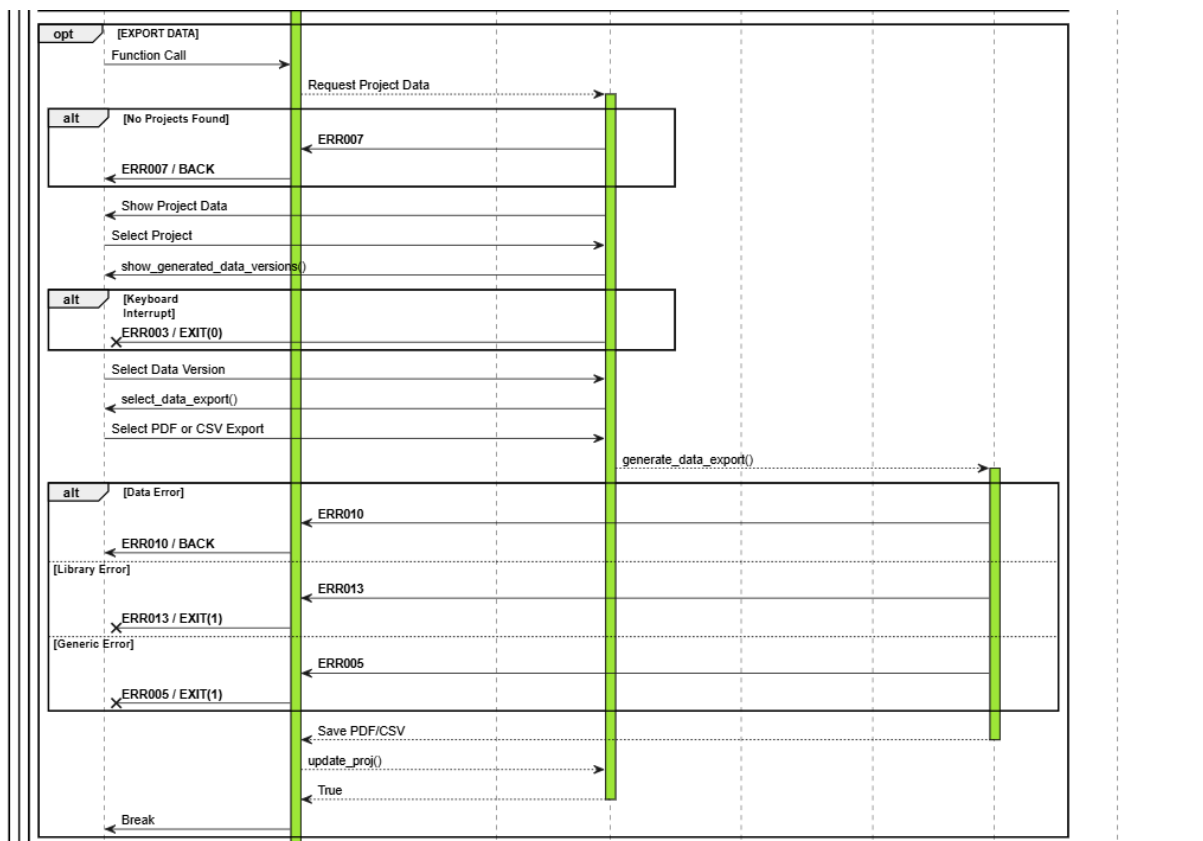 opt [EXPORT DATA]
Function Call
Request Project Data
alt [No Projects Found]
ERR007
ERR007 / BACK
Show Project Data
Select Project
show_generated_data_versions()
alt [Keyboard
Interrupt]
ERR003 / EXIT(0)
Select Data Version
select_data_export()
Select PDF or CSV Export
generate_data_export()
alt [Data Error]
ERR010
ERR010 / BACK
[Library Error]
ERR013
ERR013 / EXIT(1)
[Generic Error]
ERR005
ERR005 / EXIT(1)
Save PDF/CSV
update_proj()
True
Break